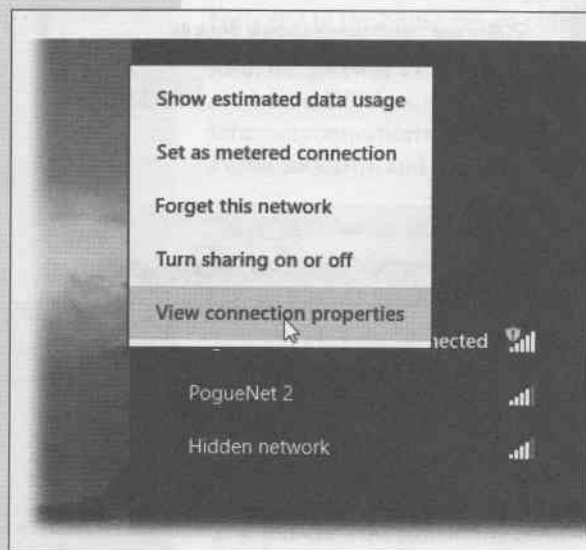 Show estimated data usage
Set as metered connection
Forget this network
Turn sharing on or off
View connection properties
nected
PogueNet 2
Hidden network